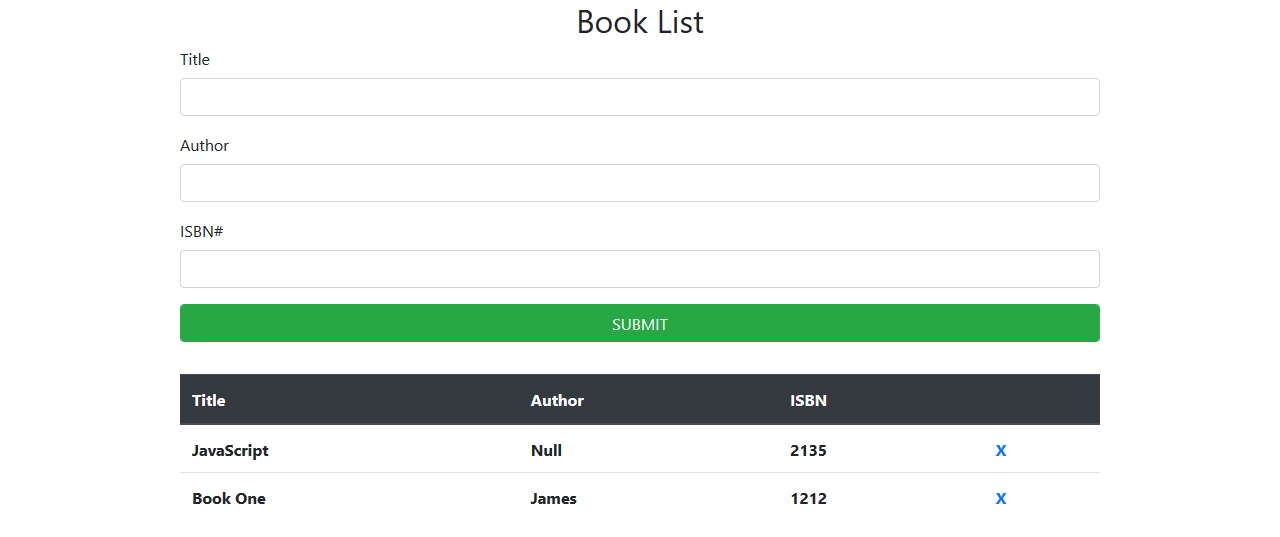 Book List
Title
Author
ISBN#
SUBMIT
Title Author ISBN
JavaScript Null 2135 X
Book One James 1212 X